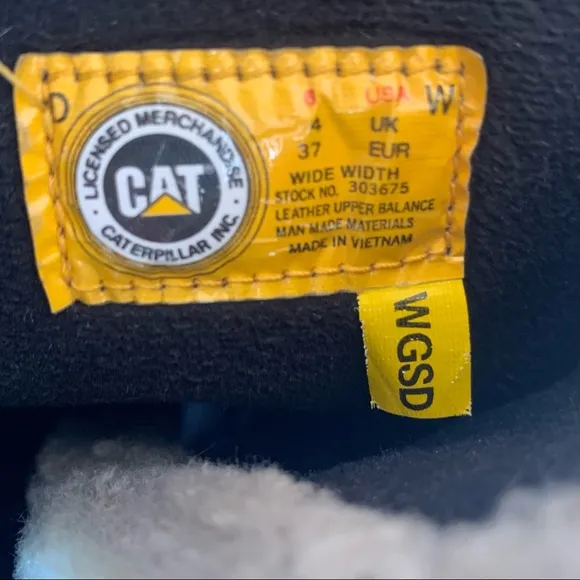 D
LICENSED MERCHANDISE
CAT
CATERPILLAR INC.
6 USA W
4 UK
37 EUR
WIDE WIDTH
STOCK NO. 303675
LEATHER UPPER BALANCE
MAN MADE MATERIALS
MADE IN VIETNAM
WGSD